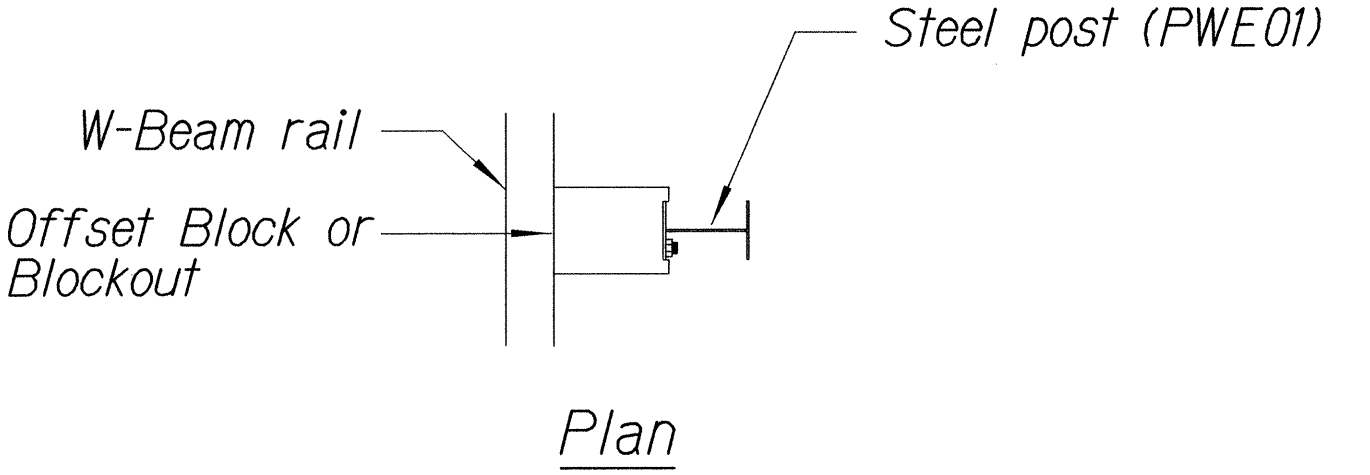 Steel post (PWE01)
W-Beam rail
Offset Block or
Blockout
Plan